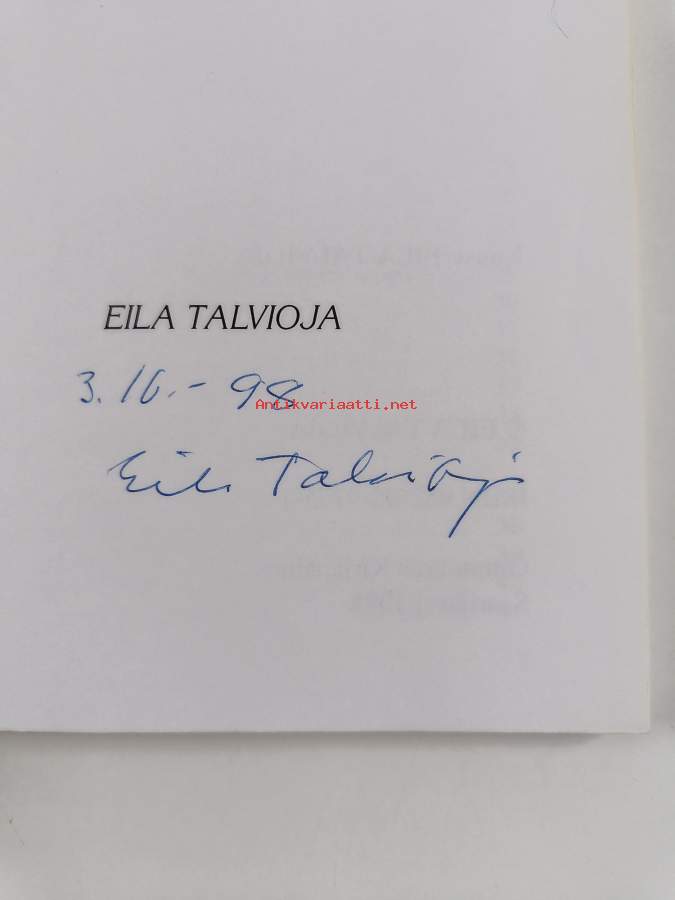 EILA TALVIOJA
3.10.-98
Antikvariaatti.net
Eila Talvioja